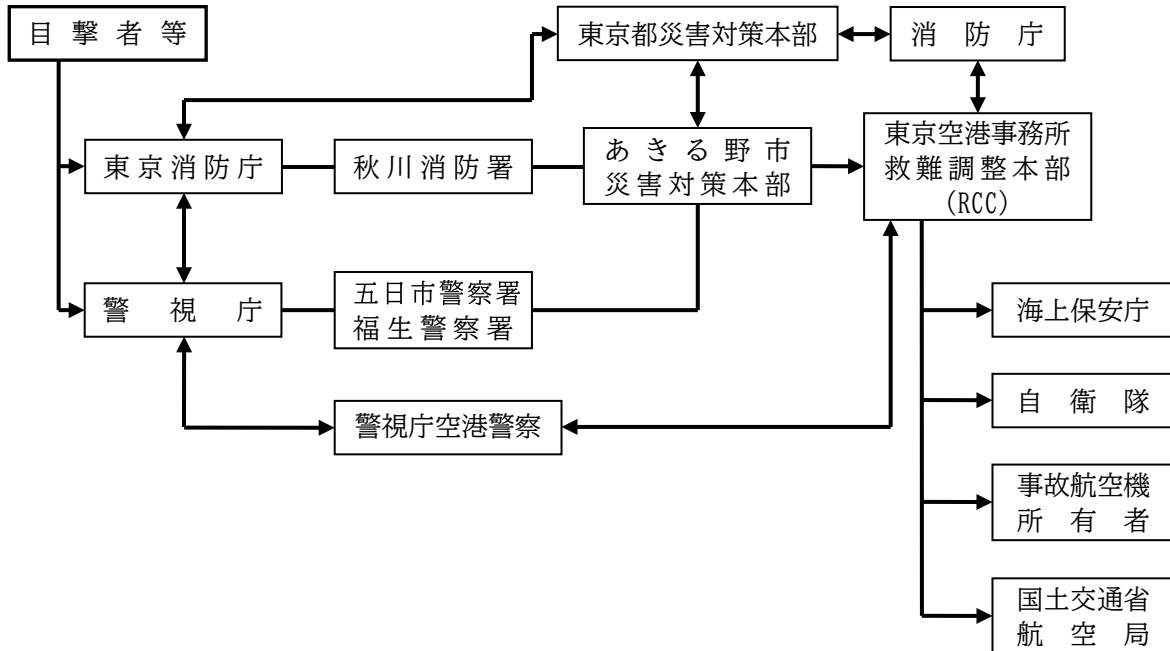 目撃者等
東京都災害対策本部
消防庁
東京消防庁
秋川消防署
あきる野市
災害対策本部
東京空港事務所
救難調整本部
(RCC)
警視庁
五日市警察署
福生警察署
海上保安庁
警視庁空港警察
自衛隊
事故航空機
所有者
国土交通省
航空局